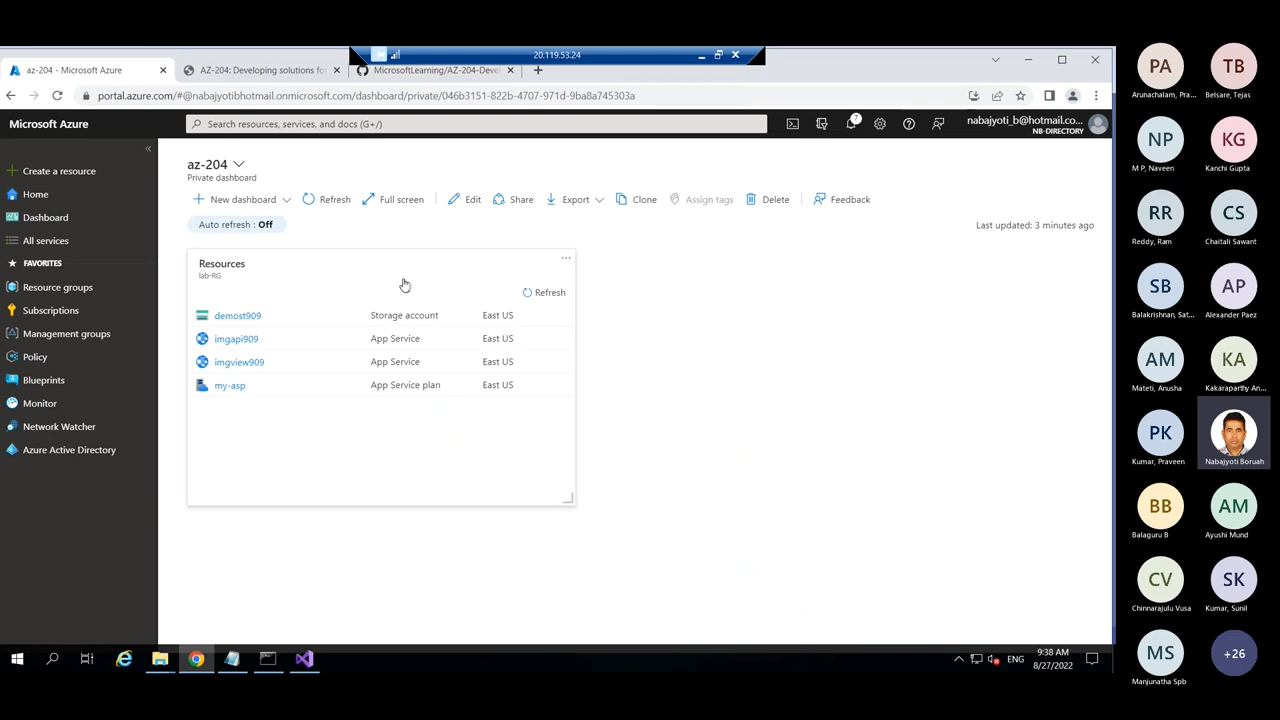 20.119.53.24
az-204 - Microsoft Azure
AZ-204: Developing solutions for
MicrosoftLearning/AZ-204-Devel
portal.azure.com/#@nabajyotibhotmail.onmicrosoft.com/dashboard/private/046b3151-822b-4707-971d-9ba8a745303a
Microsoft Azure
Search resources, services, and docs (G+/)
7
nabajyoti_b@hotmail.co...
NB-DIRECTORY
Create a resource
Home
Dashboard
All services
FAVORITES
Resource groups
Subscriptions
Management groups
Policy
Blueprints
Monitor
Network Watcher
Azure Active Directory
az-204
Private dashboard
New dashboard
Refresh
Full screen
Edit
Share
Export
Clone
Assign tags
Delete
Feedback
Auto refresh : Off
Last updated: 3 minutes ago
Resources
lab-RG
Refresh
demost909 Storage account East US
imgapi909 App Service East US
imgview909 App Service East US
my-asp App Service plan East US
ENG
9:38 AM
8/27/2022
PA
Arunachalam, Pra...
TB
Belsare, Tejas
NP
M P, Naveen
KG
Kanchi Gupta
RR
Reddy, Ram
CS
Chaitali Sawant
SB
Balakrishnan, Sat...
AP
Alexander Paez
AM
Mateti, Anusha
KA
Kakaraparthy An...
PK
Kumar, Praveen
Nabajyoti Boruah
BB
Balaguru B
AM
Ayushi Mund
CV
Chinnarajulu Vusa
SK
Kumar, Sunil
MS
Manjunatha Spb
+26